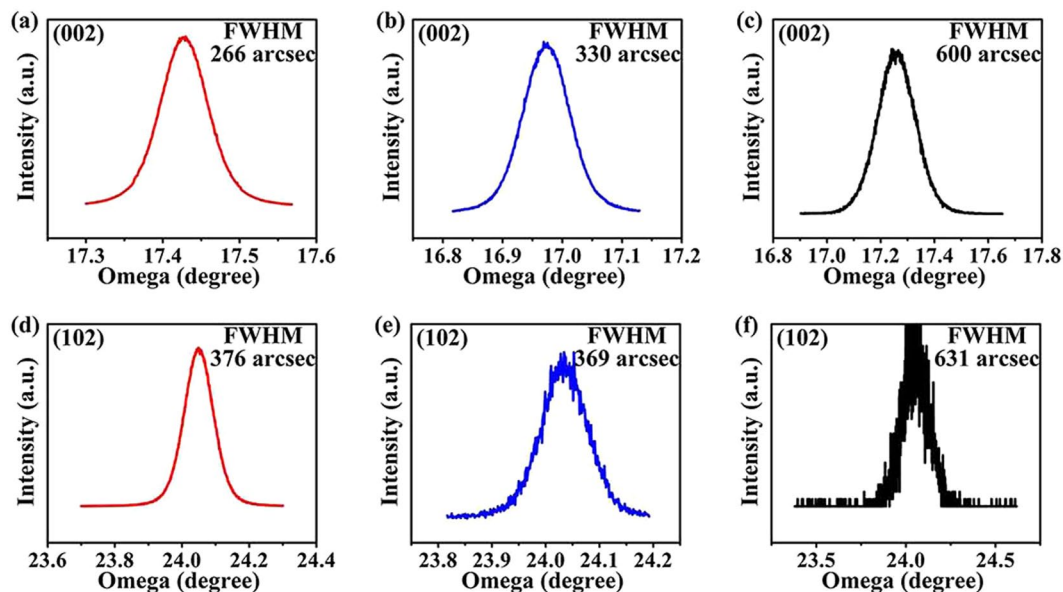 (a)
(002)
FWHM
266 arcsec
Intensity (a.u.)
17.3 17.4 17.5 17.6
Omega (degree)
(b)
(002)
FWHM
330 arcsec
Intensity (a.u.)
16.8 16.9 17.0 17.1 17.2
Omega (degree)
(c)
(002)
FWHM
600 arcsec
Intensity (a.u.)
16.8 17.0 17.2 17.4 17.6 17.8
Omega (degree)
(d)
(102)
FWHM
376 arcsec
Intensity (a.u.)
23.6 23.8 24.0 24.2 24.4
Omega (degree)
(e)
(102)
FWHM
369 arcsec
Intensity (a.u.)
23.8 23.9 24.0 24.1 24.2
Omega (degree)
(f)
(102)
FWHM
631 arcsec
Intensity (a.u.)
23.5 24.0 24.5
Omega (degree)